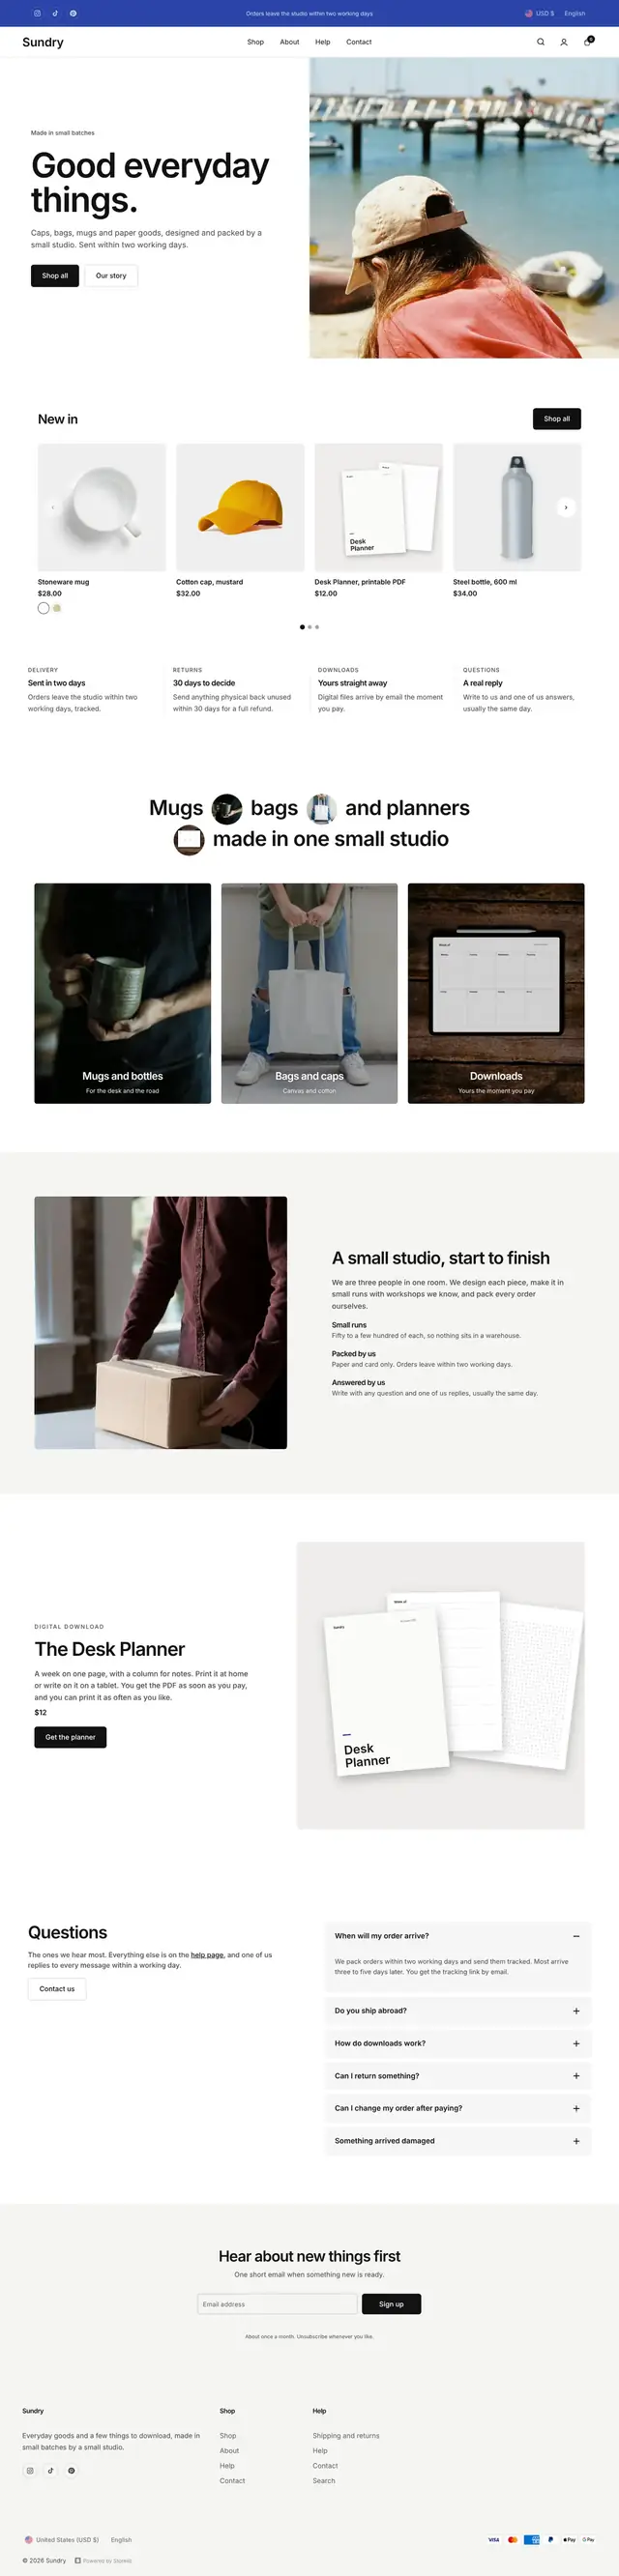 Orders leave the studio within two working days
USD $
English
Sundry
Shop
About
Help
Contact
0
Made in small batches
Good everyday
things.
Caps, bags, mugs and paper goods, designed and packed by a
small studio. Sent within two working days.
Shop all
Our story
New in
Shop all
Desk
Planner
Stoneware mug
$28.00
Cotton cap, mustard
$32.00
Desk Planner, printable PDF
$12.00
Steel bottle, 600 ml
$34.00
DELIVERY
Sent in two days
Orders leave the studio within two
working days, tracked.
RETURNS
30 days to decide
Send anything physical back unused
within 30 days for a full refund.
DOWNLOADS
Yours straight away
Digital files arrive by email the moment
you pay.
QUESTIONS
A real reply
Write to us and one of us answers,
usually the same day.
Mugs bags and planners
made in one small studio
Mugs and bottles
For the desk and the road
Bags and caps
Canvas and cotton
Downloads
Yours the moment you pay
A small studio, start to finish
We are three people in one room. We design each piece, make it in
small runs with workshops we know, and pack every order
ourselves.
Small runs
Fifty to a few hundred of each, so nothing sits in a warehouse.
Packed by us
Paper and card only. Orders leave within two working days.
Answered by us
Write with any question and one of us replies, usually the same day.
DIGITAL DOWNLOAD
The Desk Planner
A week on one page, with a column for notes. Print it at home
or write on it on a tablet. You get the PDF as soon as you pay,
and you can print it as often as you like.
$12
Get the planner
Sundry
Desk
Planner
Questions
The ones we hear most. Everything else is on the help page, and one of us
replies to every message within a working day.
Contact us
When will my order arrive?
We pack orders within two working days and send them tracked. Most arrive
three to five days later. You get the tracking link by email.
Do you ship abroad?
How do downloads work?
Can I return something?
Can I change my order after paying?
Something arrived damaged
Hear about new things first
One short email when something new is ready.
Email address
Sign up
About once a month. Unsubscribe whenever you like.
Sundry
Everyday goods and a few things to download, made in
small batches by a small studio.
Shop
Shop
About
Help
Contact
Help
Shipping and returns
Help
Contact
Search
United States (USD $)
English
VISA
Pay
G Pay
© 2026 Sundry
Powered by